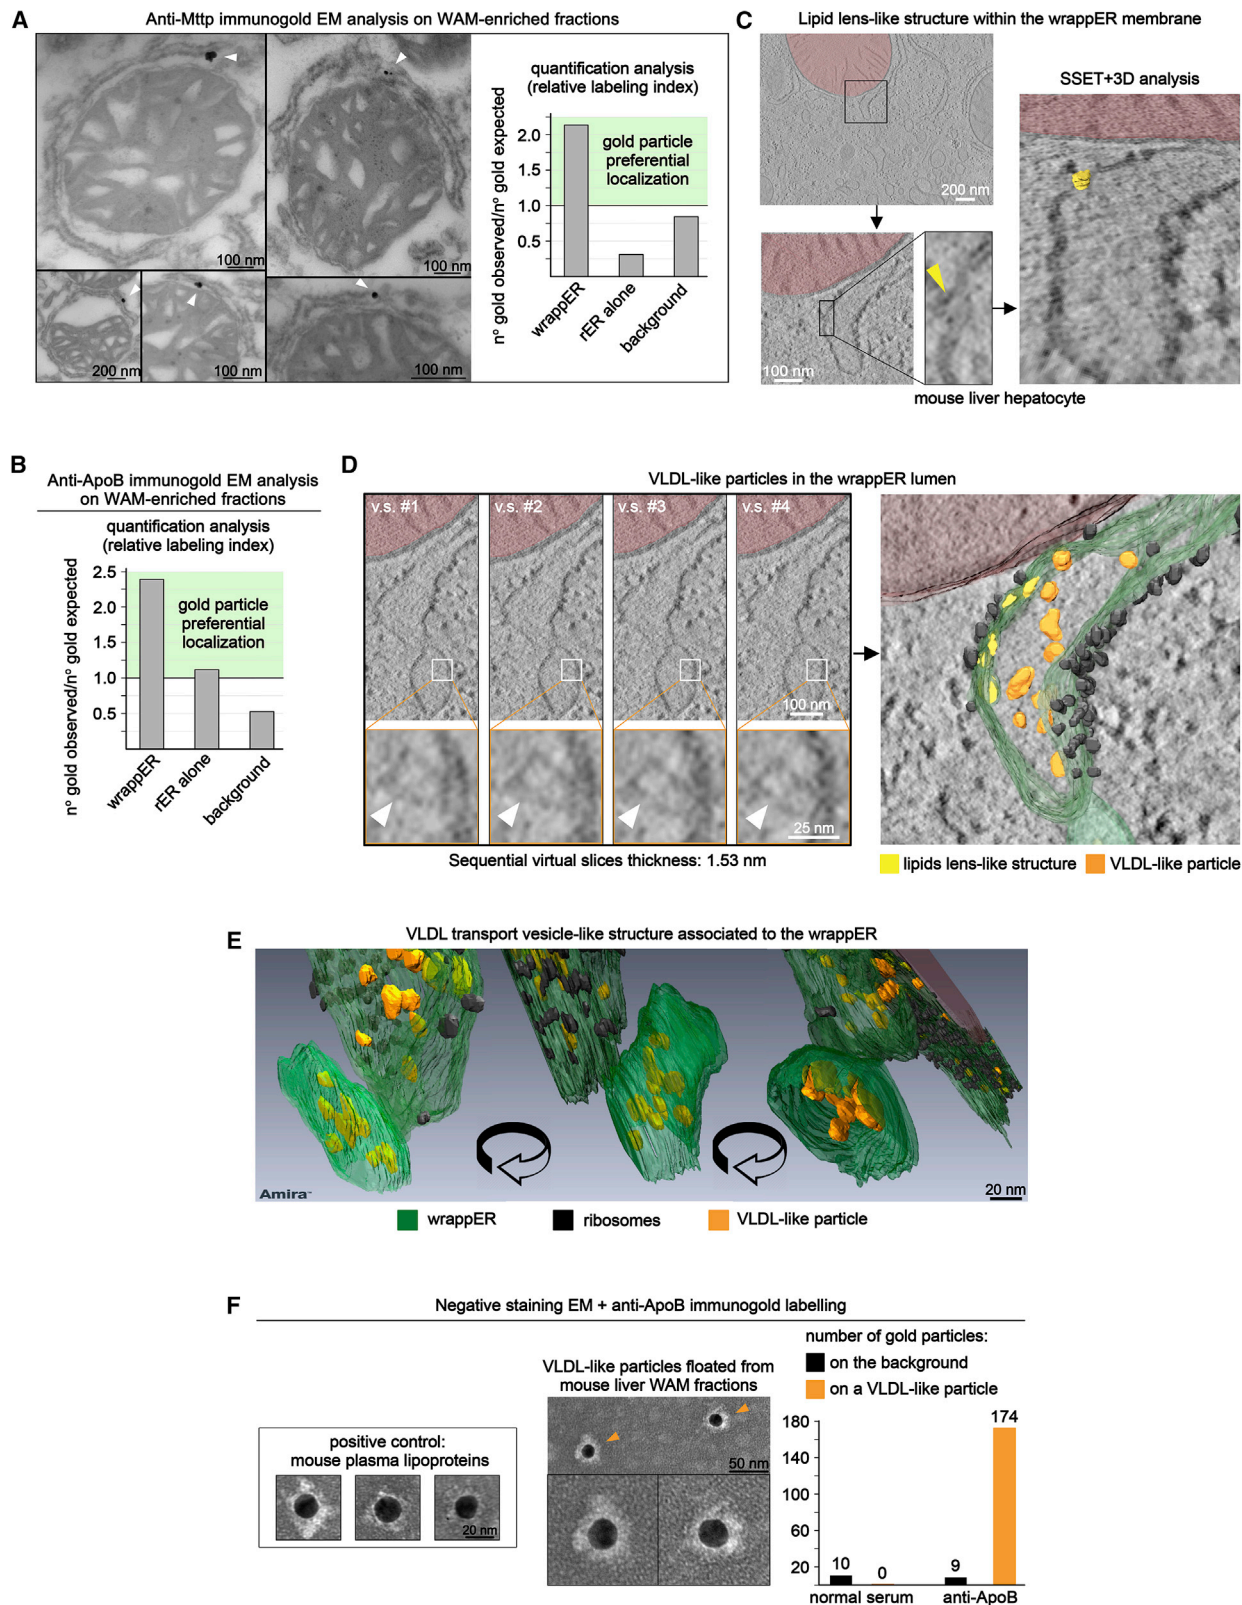 A
Anti-Mttp immunogold EM analysis on WAM-enriched fractions
100 nm
100 nm
200 nm
100 nm
100 nm
quantification analysis
(relative labeling index)
n° gold observed/n° gold expected
2.0
1.5
1.0
0.5
gold particle
preferential
localization
wrappER
rER alone
background
C
Lipid lens-like structure within the wrappER membrane
200 nm
100 nm
SSET+3D analysis
mouse liver hepatocyte
B
Anti-ApoB immunogold EM analysis
on WAM-enriched fractions
quantification analysis
(relative labeling index)
n° gold observed/n° gold expected
2.5
2.0
1.5
1.0
0.5
gold particle
preferential
localization
wrappER
rER alone
background
D
VLDL-like particles in the wrappER lumen
v.s. #1
v.s. #2
v.s. #3
v.s. #4
100 nm
25 nm
Sequential virtual slices thickness: 1.53 nm
lipids lens-like structure
VLDL-like particle
E
VLDL transport vesicle-like structure associated to the wrappER
Amira™
20 nm
wrappER
ribosomes
VLDL-like particle
F
Negative staining EM + anti-ApoB immunogold labelling
positive control:
mouse plasma lipoproteins
20 nm
VLDL-like particles floated from
mouse liver WAM fractions
50 nm
number of gold particles:
on the background
on a VLDL-like particle
180
140
100
60
20
10
0
9
174
normal serum
anti-ApoB